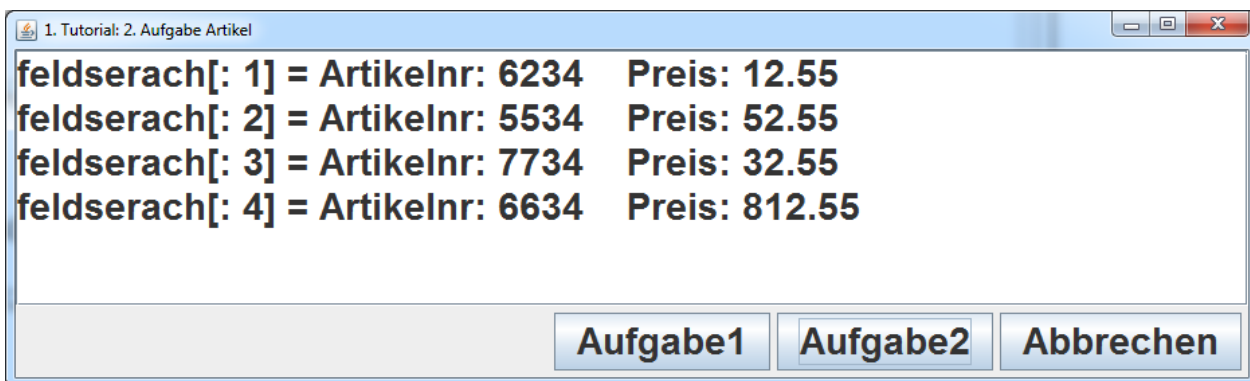 1. Tutorial: 2. Aufgabe Artikel
feldserach[: 1] = Artikelnr: 6234 Preis: 12.55
feldserach[: 2] = Artikelnr: 5534 Preis: 52.55
feldserach[: 3] = Artikelnr: 7734 Preis: 32.55
feldserach[: 4] = Artikelnr: 6634 Preis: 812.55
Aufgabe1 Aufgabe2 Abbrechen